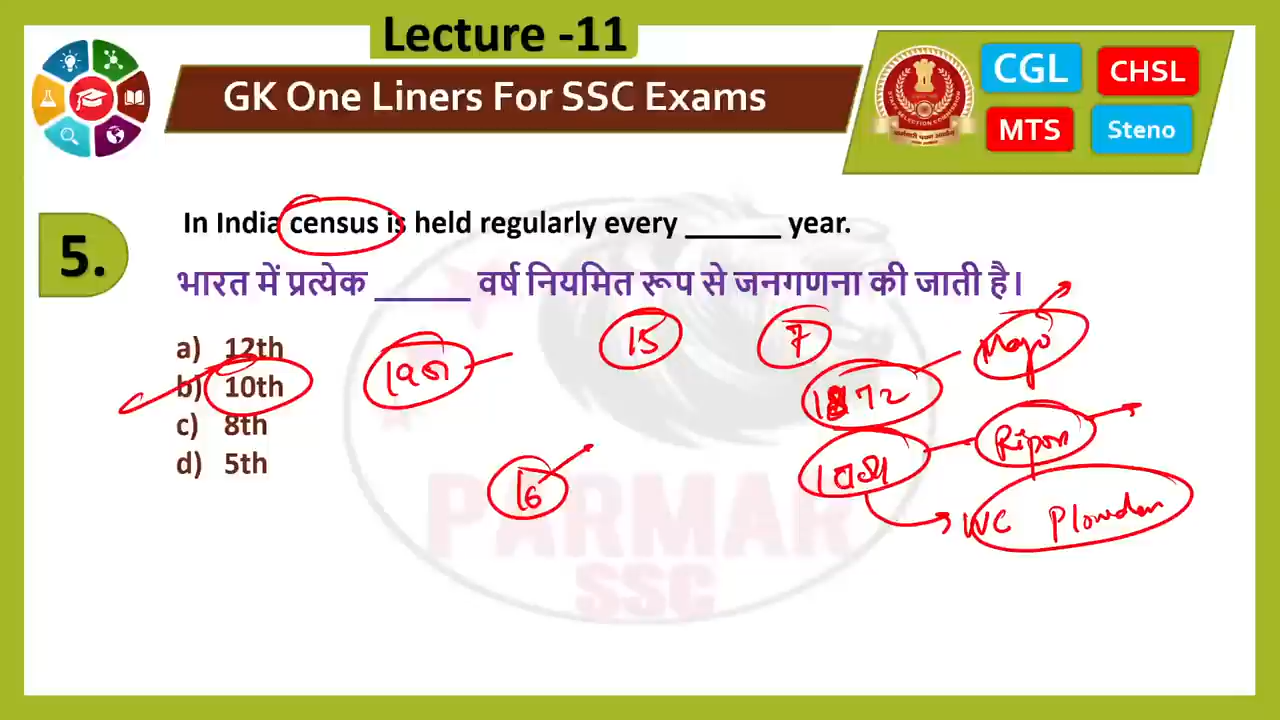 Lecture -11
GK One Liners For SSC Exams
CGL
CHSL
MTS
Steno
5.
In India census is held regularly every ______ year.
भारत में प्रत्येक ______ वर्ष नियमित रूप से जनगणना की जाती है।
a) 12th
b) 10th
c) 8th
d) 5th
15
7
Mayo
1872
Ripon
16
WC Plowden
PARMAR
SSC